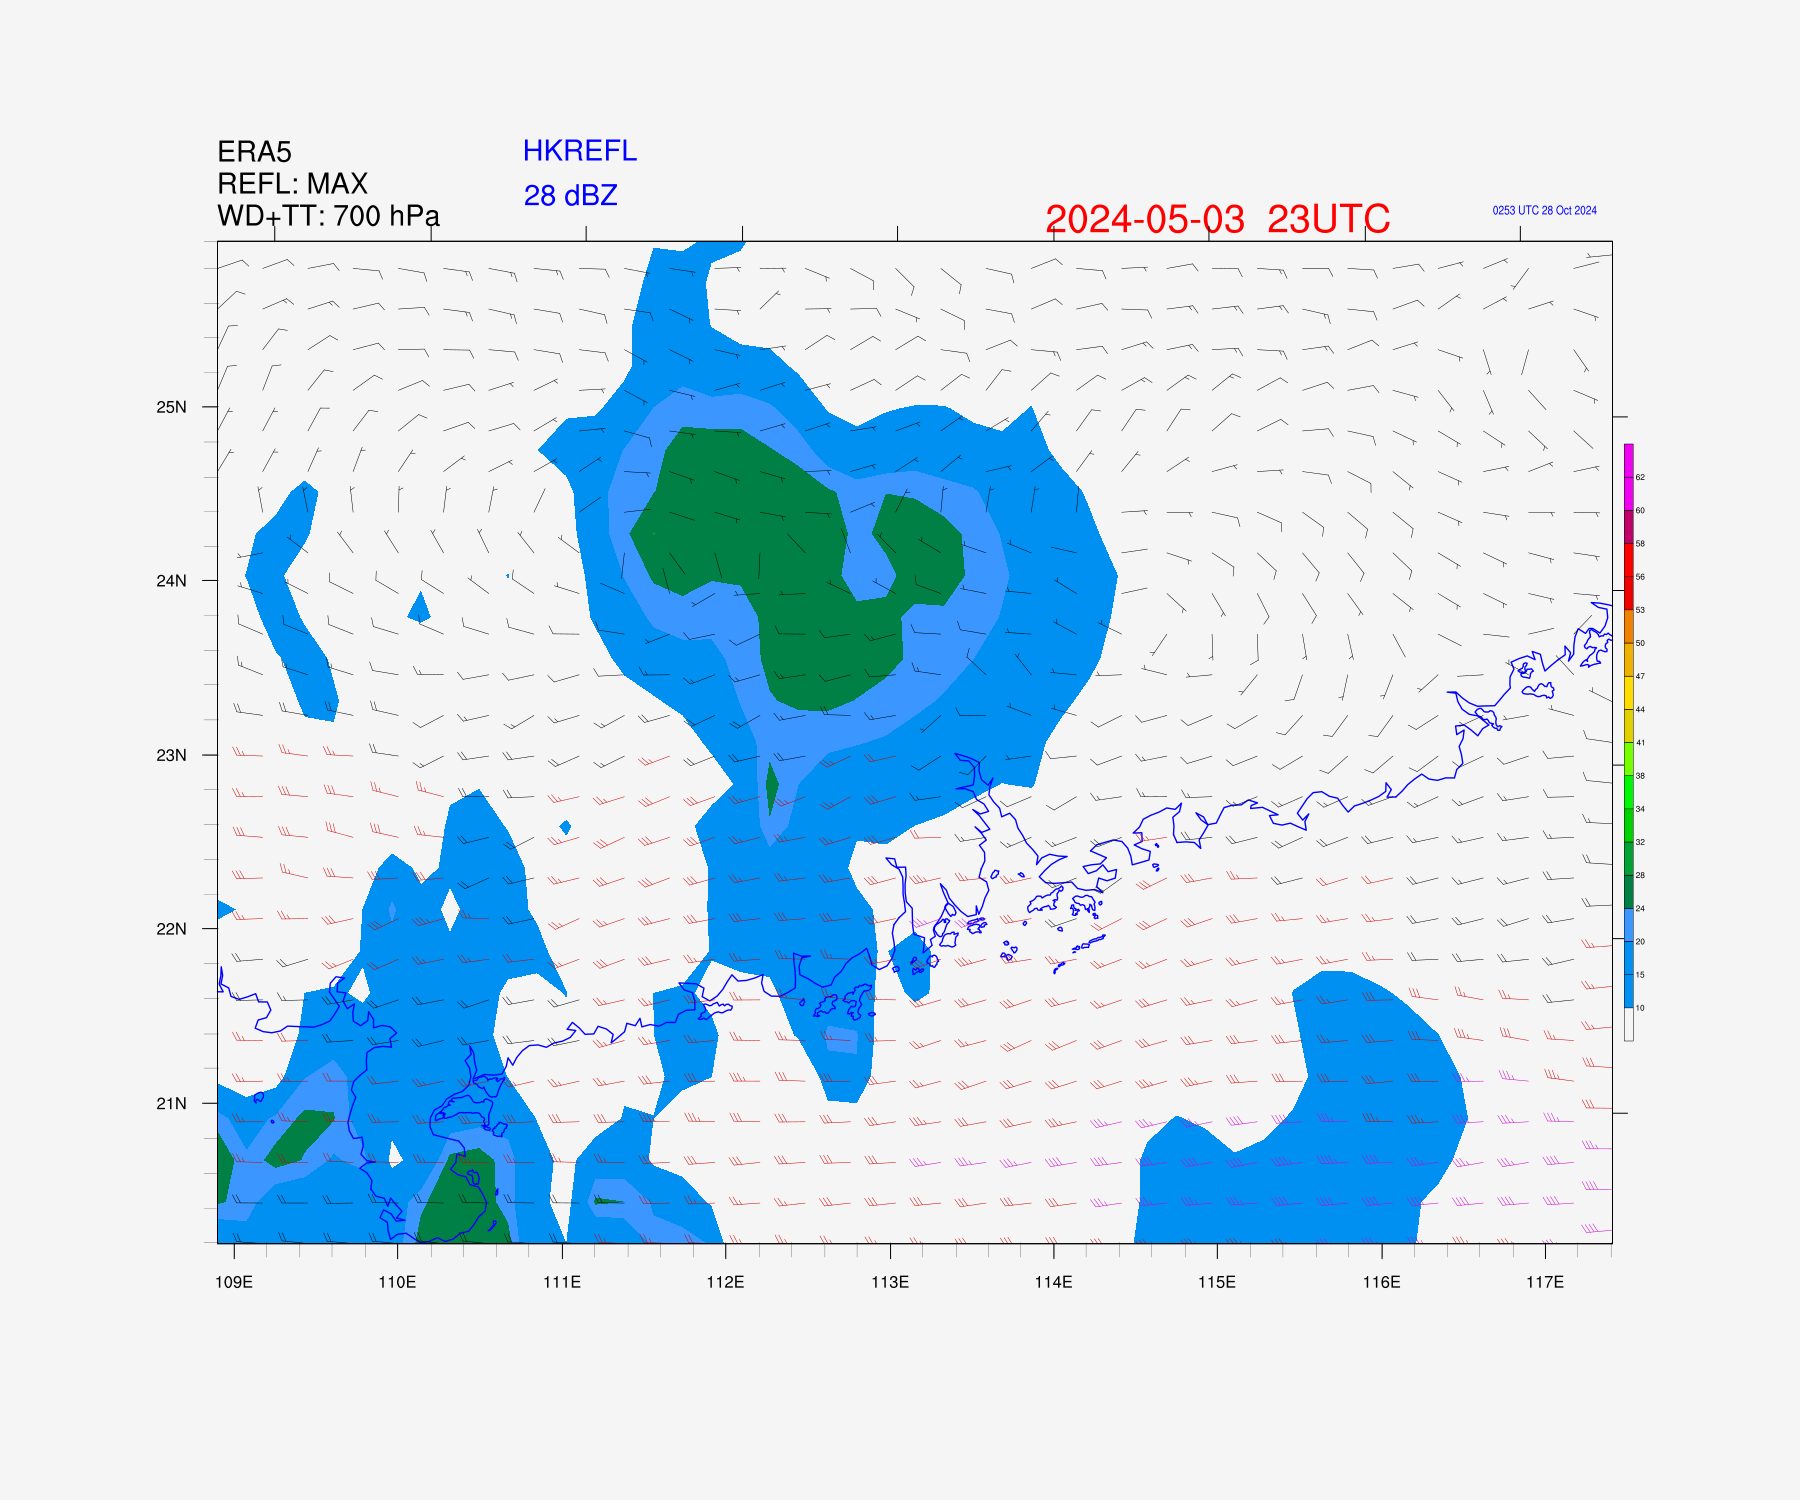 ERA5
HKREFL
REFL: MAX
28 dBZ
WD+TT: 700 hPa
2024-05-03 23UTC
0253 UTC 28 Oct 2024
25N
24N
23N
22N
21N
109E
110E
111E
112E
113E
114E
115E
116E
117E
62
60
58
56
53
50
47
44
41
38
34
32
28
24
20
15
10